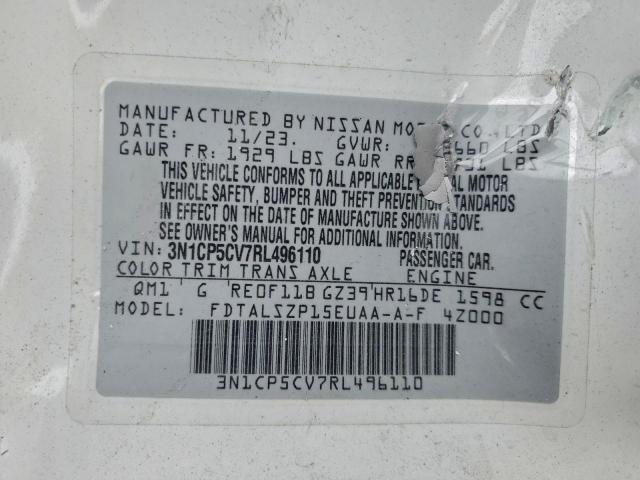 MANUFACTURED BY NISSAN MOTOR CO., LTD.
DATE: 11/23. GVWR: 660 LBS
GAWR FR: 1929 LBS GAWR RR LBS
THIS VEHICLE CONFORMS TO ALL APPLICABLE MOTOR
VEHICLE SAFETY, BUMPER AND THEFT PREVENTION STANDARDS
IN EFFECT ON THE DATE OF MANUFACTURE SHOWN ABOVE.
SEE OWNER'S MANUAL FOR ADDITIONAL INFORMATION.
VIN: 3N1CP5CV7RL496110 PASSENGER CAR.
COLOR TRIM TRANS AXLE ENGINE
QM1 G RE0F11B GZ39 HR16DE 1598 CC
MODEL: FDTALSZP15EUAA-A-F 4Z000
3N1CP5CV7RL496110